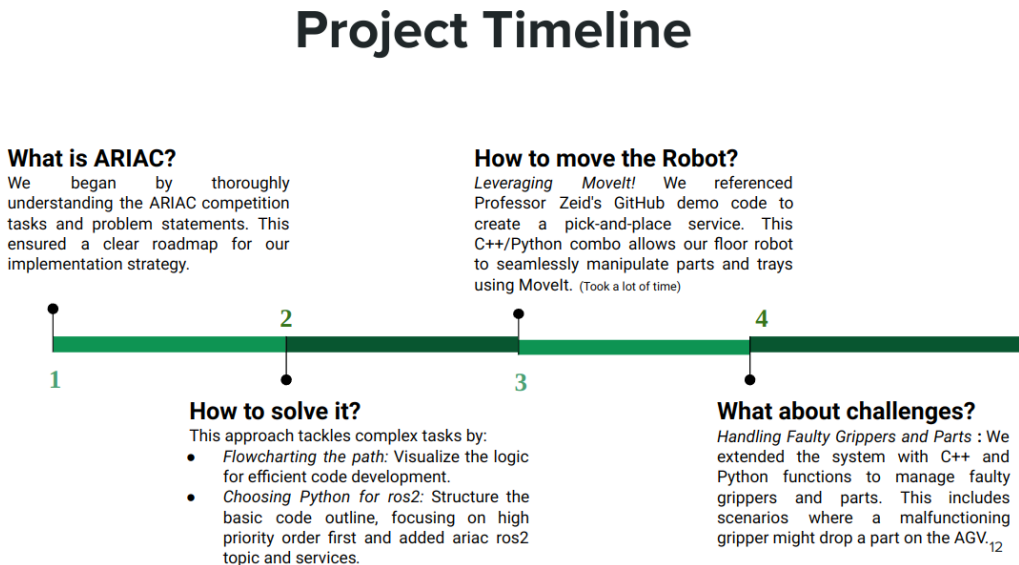 Project Timeline
What is ARIAC?
We began by thoroughly
understanding the ARIAC competition
tasks and problem statements. This
ensured a clear roadmap for our
implementation strategy.
How to move the Robot?
Leveraging MoveIt! We referenced
Professor Zeid's GitHub demo code to
create a pick-and-place service. This
C++/Python combo allows our floor robot
to seamlessly manipulate parts and trays
using MoveIt. (Took a lot of time)
2
4
1
3
How to solve it?
This approach tackles complex tasks by:
● Flowcharting the path: Visualize the logic
for efficient code development.
● Choosing Python for ros2: Structure the
basic code outline, focusing on high
priority order first and added ariac ros2
topic and services.
What about challenges?
Handling Faulty Grippers and Parts : We
extended the system with C++ and
Python functions to manage faulty
grippers and parts. This includes
scenarios where a malfunctioning
gripper might drop a part on the AGV.
12